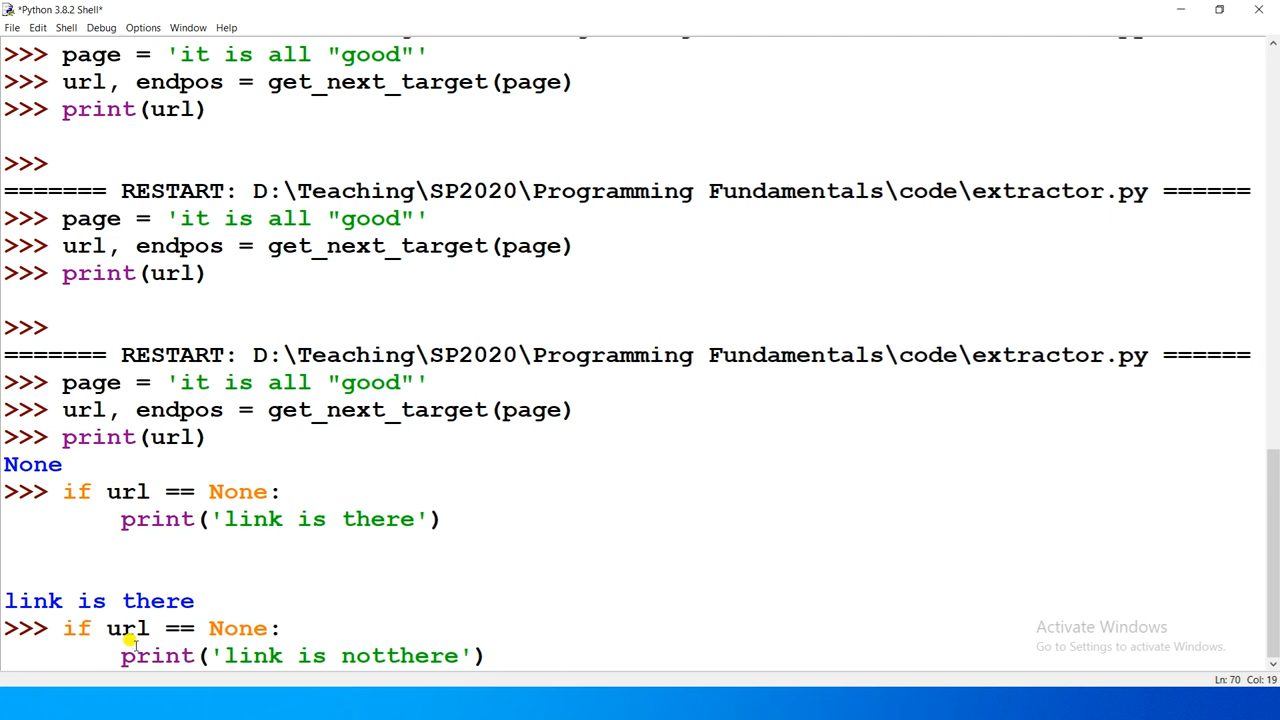 *Python 3.8.2 Shell*
File Edit Shell Debug Options Window Help
>>> page = 'it is all "good"'
>>> url, endpos = get_next_target(page)
>>> print(url)
>>>
======= RESTART: D:\Teaching\SP2020\Programming Fundamentals\code\extractor.py ======
>>> page = 'it is all "good"'
>>> url, endpos = get_next_target(page)
>>> print(url)
>>>
======= RESTART: D:\Teaching\SP2020\Programming Fundamentals\code\extractor.py ======
>>> page = 'it is all "good"'
>>> url, endpos = get_next_target(page)
>>> print(url)
None
>>> if url == None:
        print('link is there')
link is there
>>> if url == None:
        print('link is notthere')
Activate Windows
Go to Settings to activate Windows.
Ln: 70 Col: 19